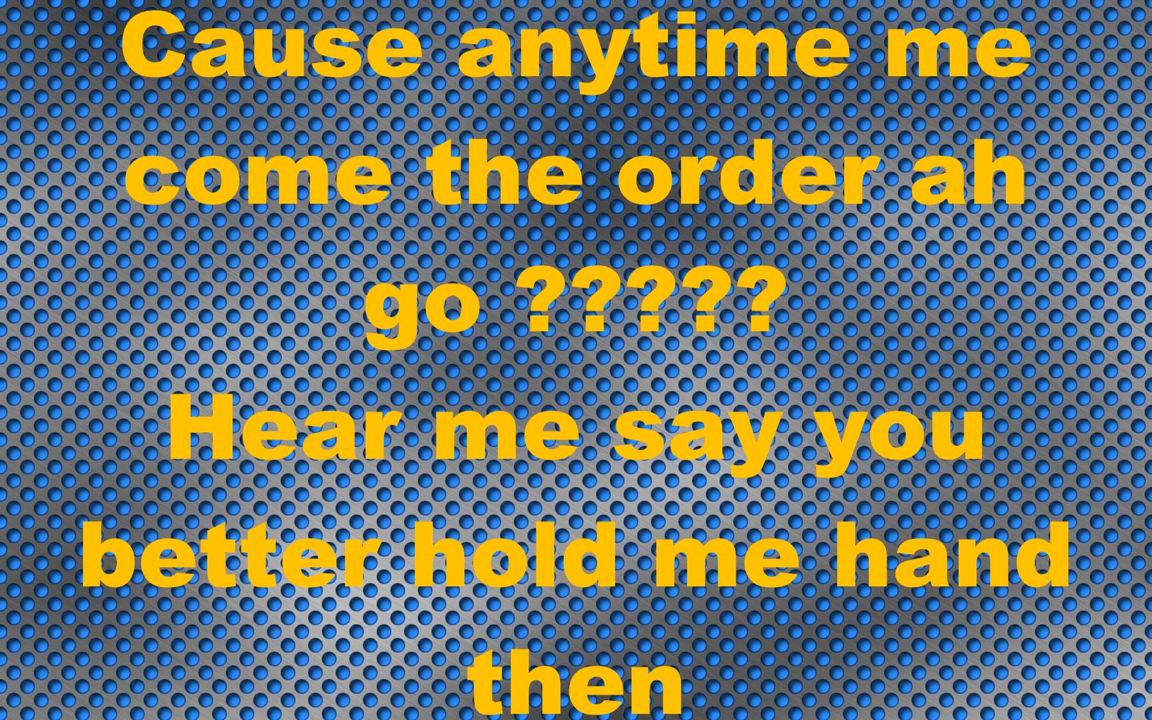 Cause anytime me
come the order ah
go ?????
Hear me say you
better hold me hand
then